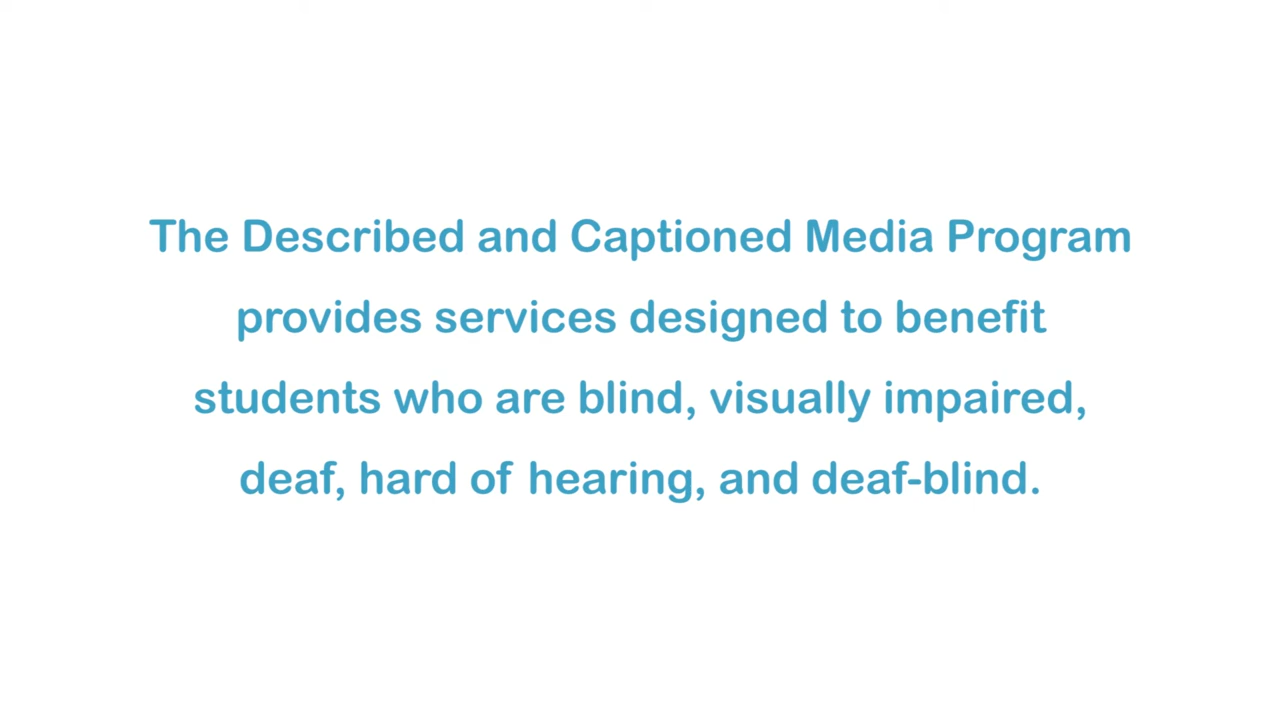 The Described and Captioned Media Program
provides services designed to benefit
students who are blind, visually impaired,
deaf, hard of hearing, and deaf-blind.